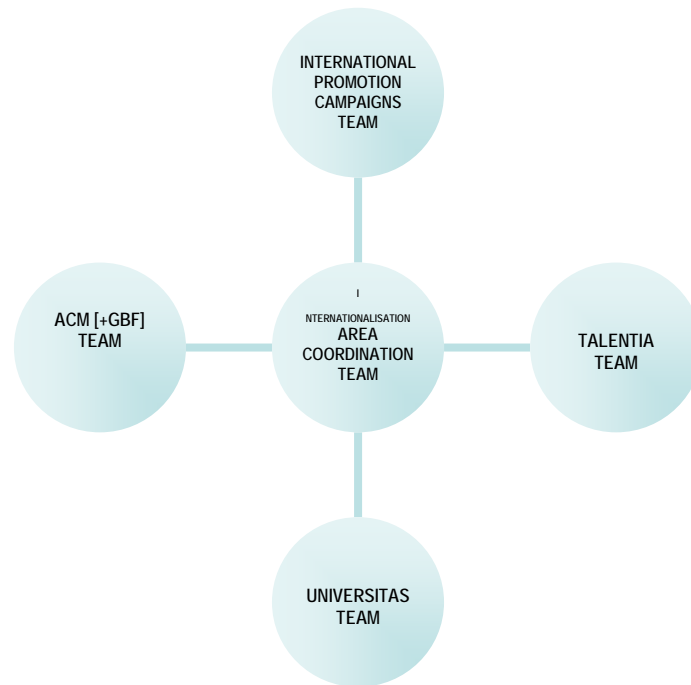 INTERNATIONAL
PROMOTION
CAMPAIGNS
TEAM
ACM [+GBF]
TEAM
I
NTERNATIONALISATION
AREA
COORDINATION
TEAM
TALENTIA
TEAM
UNIVERSITAS
TEAM